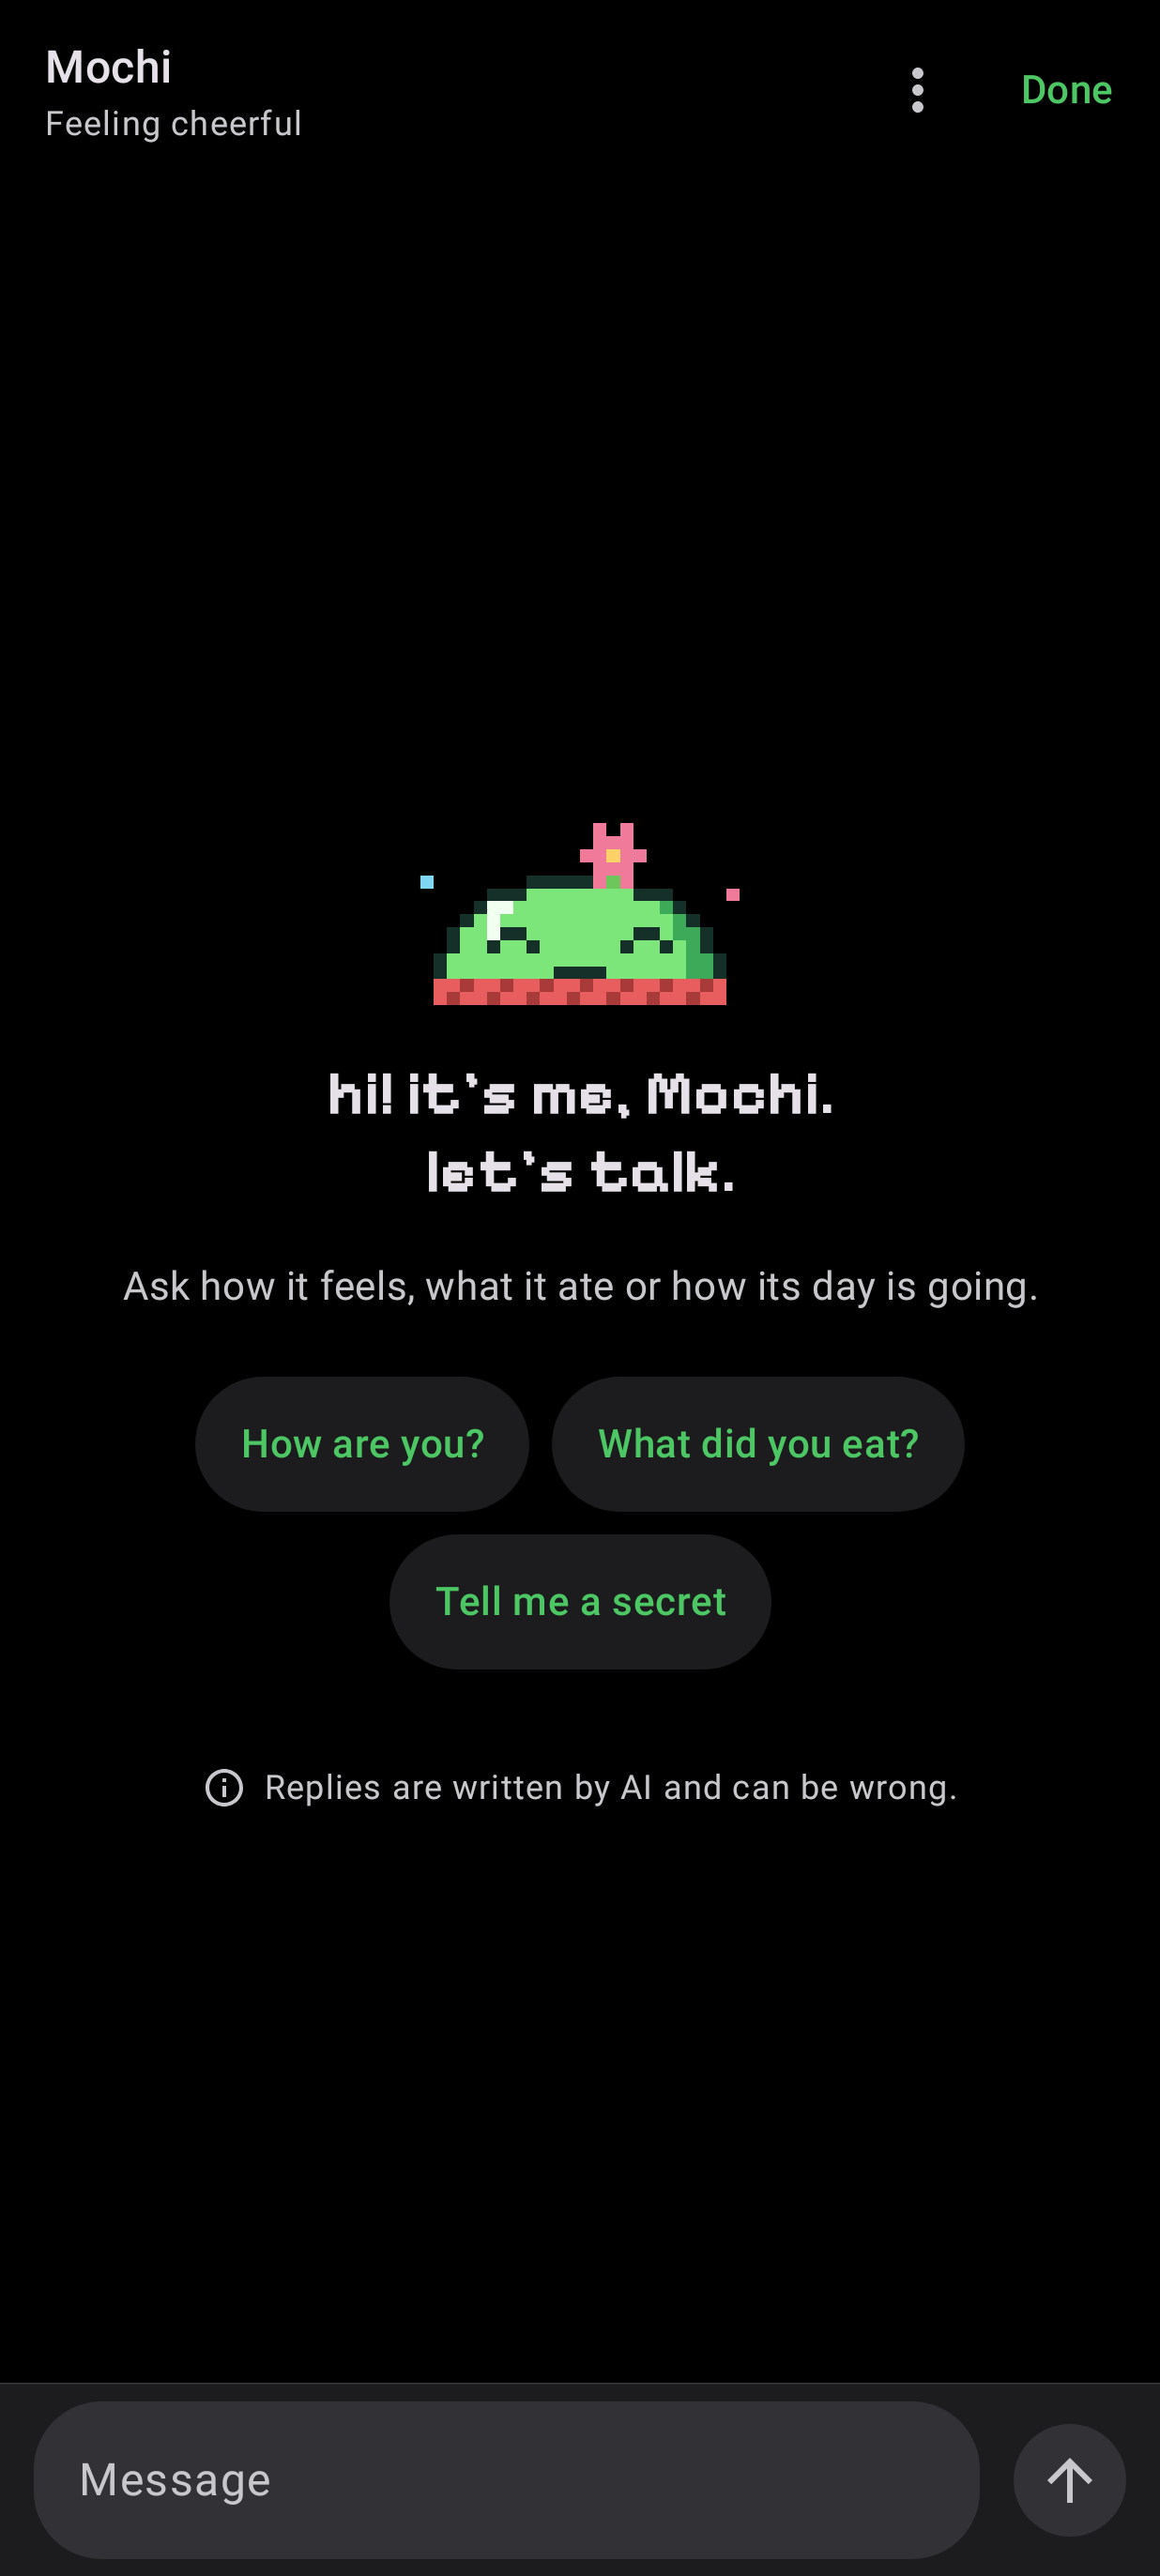 Mochi
Feeling cheerful
Done
hi! it's me, Mochi.
let's talk.
Ask how it feels, what it ate or how its day is going.
How are you?
What did you eat?
Tell me a secret
Replies are written by AI and can be wrong.
Message